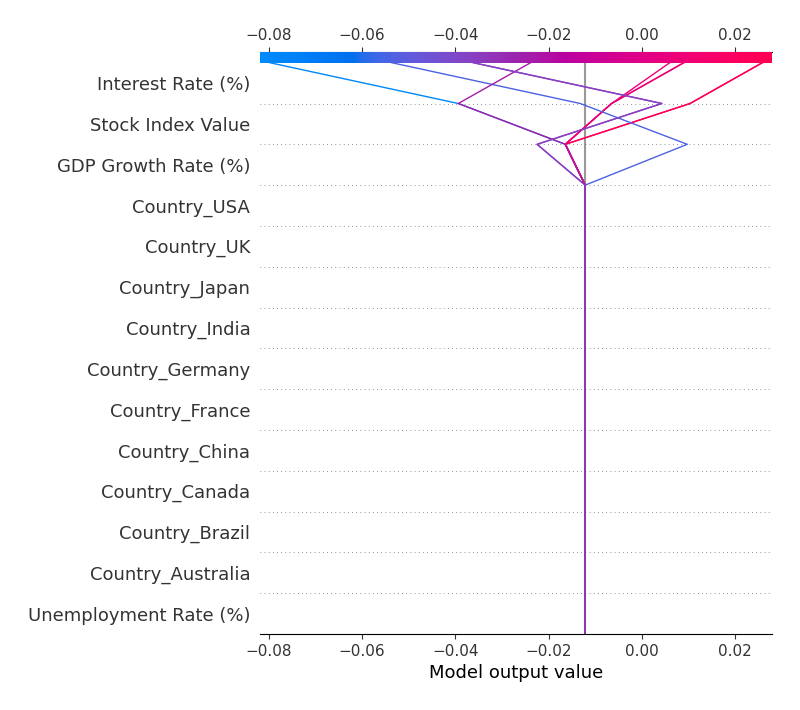 −0.08 −0.06 −0.04 −0.02 0.00 0.02
Interest Rate (%)
Stock Index Value
GDP Growth Rate (%)
Country_USA
Country_UK
Country_Japan
Country_India
Country_Germany
Country_France
Country_China
Country_Canada
Country_Brazil
Country_Australia
Unemployment Rate (%)
−0.08 −0.06 −0.04 −0.02 0.00 0.02
Model output value